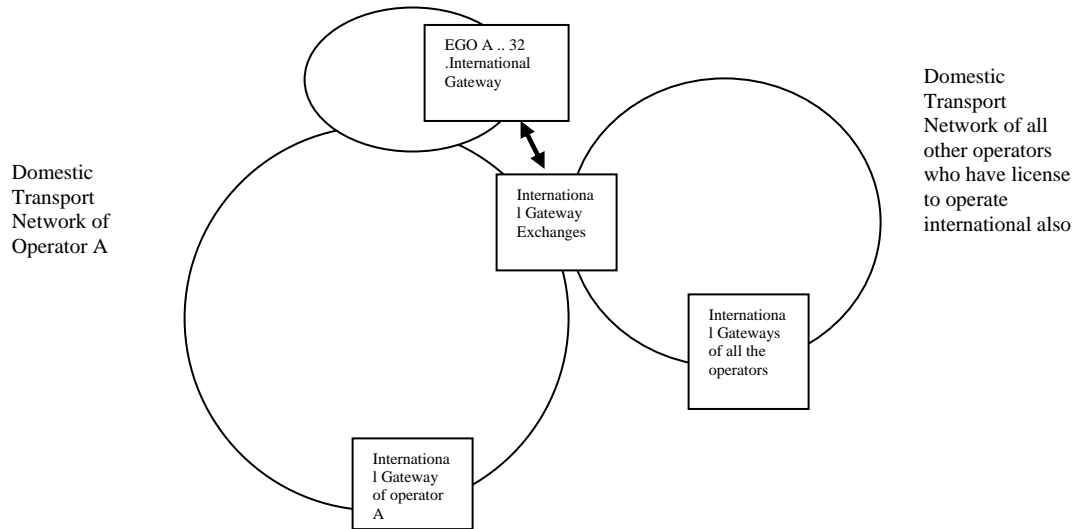 EGO A .. 32
.International
Gateway
Domestic
Transport
Network of all
other operators
who have license
to operate
international also
Domestic
Transport
Network of
Operator A
Internationa
l Gateway
Exchanges
Internationa
l Gateways
of all the
operators
Internationa
l Gateway
of operator
A